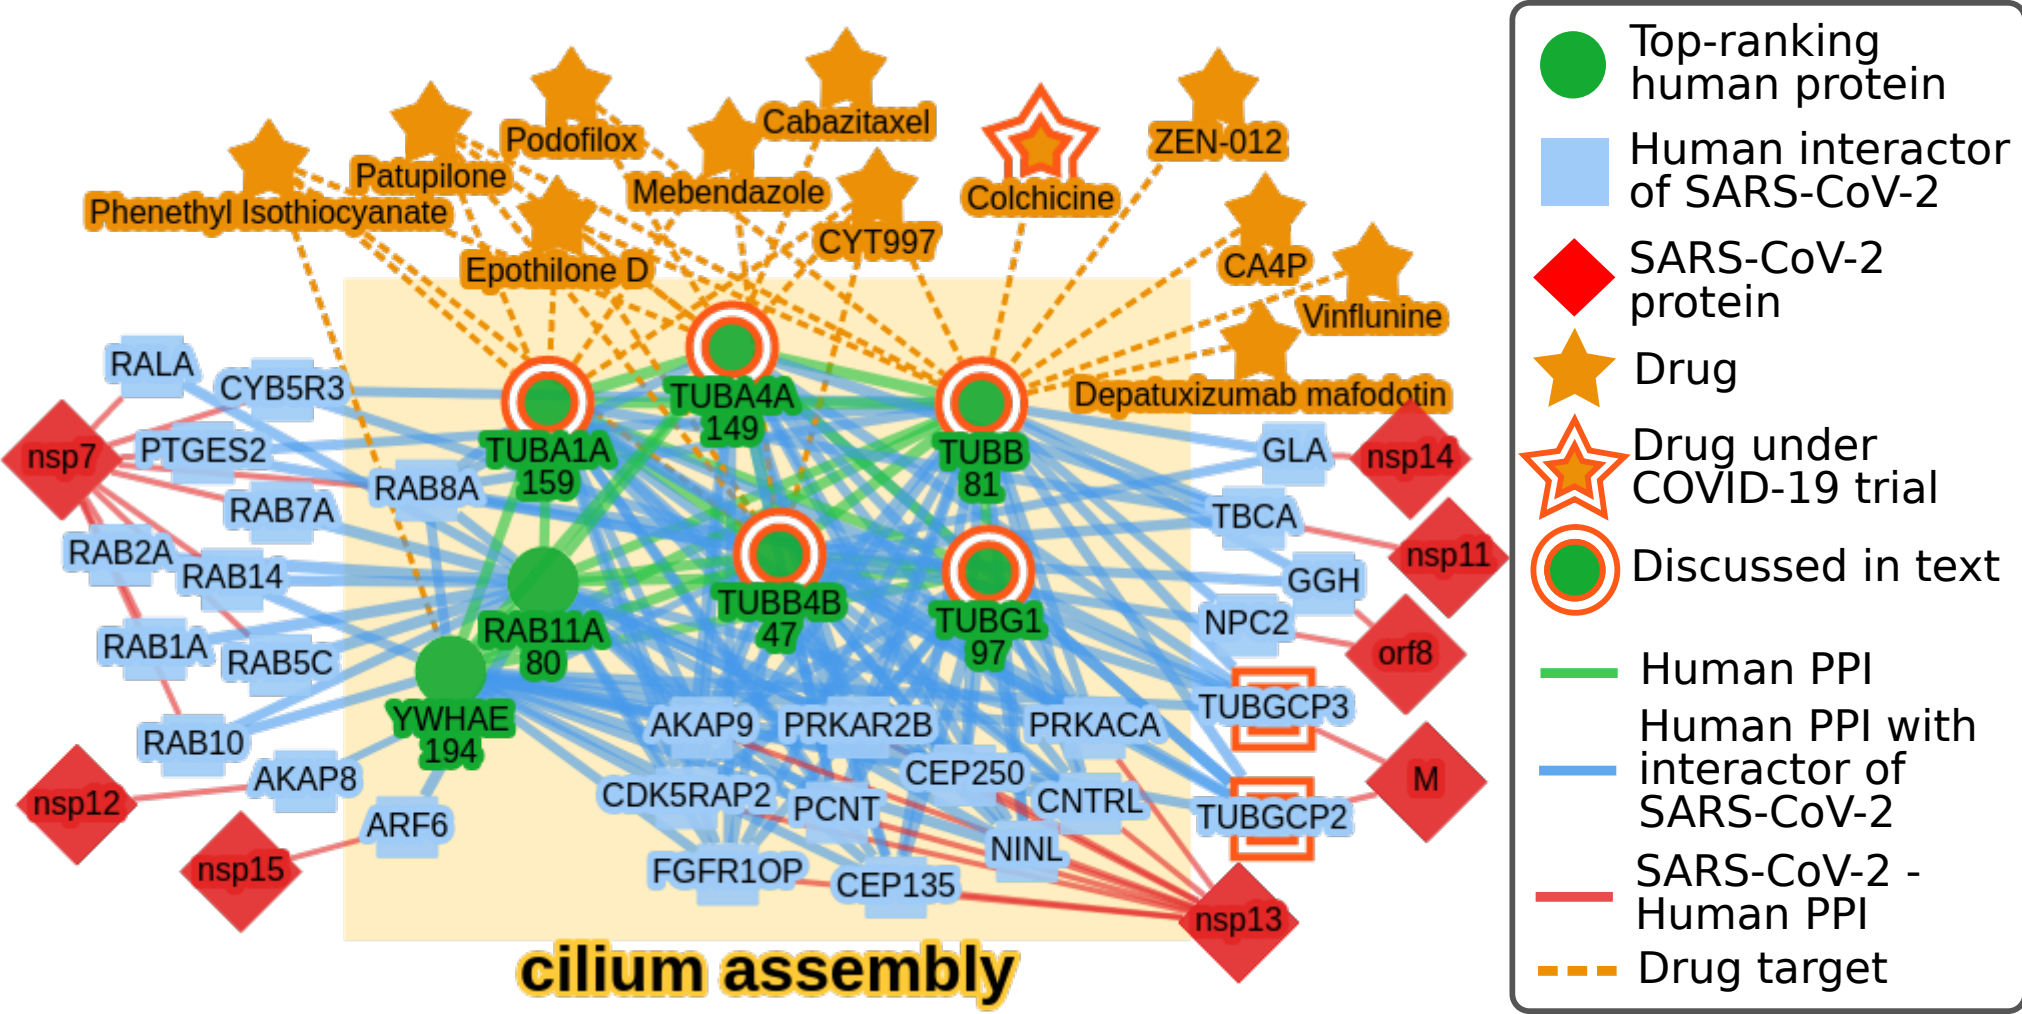 Cabazitaxel
Podofilox
ZEN-012
Patupilone
Mebendazole
Colchicine
Phenethyl Isothiocyanate
CYT997
Epothilone D
CA4P
Vinflunine
RALA
CYB5R3
TUBA4A
149
Depatuxizumab mafodotin
nsp7
PTGES2
TUBA1A
159
TUBB
81
GLA
nsp14
RAB8A
RAB7A
TBCA
RAB2A
RAB14
nsp11
GGH
RAB11A
80
TUBB4B
47
TUBG1
97
NPC2
RAB1A
RAB5C
orf8
YWHAE
194
AKAP9
PRKAR2B
PRKACA
TUBGCP3
RAB10
AKAP8
CEP250
M
nsp12
CDK5RAP2
PCNT
CNTRL
TUBGCP2
ARF6
NINL
nsp15
FGFR1OP
CEP135
nsp13
cilium assembly
Top-ranking
human protein
Human interactor
of SARS-CoV-2
SARS-CoV-2
protein
Drug
Drug under
COVID-19 trial
Discussed in text
Human PPI
Human PPI with
interactor of
SARS-CoV-2
SARS-CoV-2 -
Human PPI
Drug target